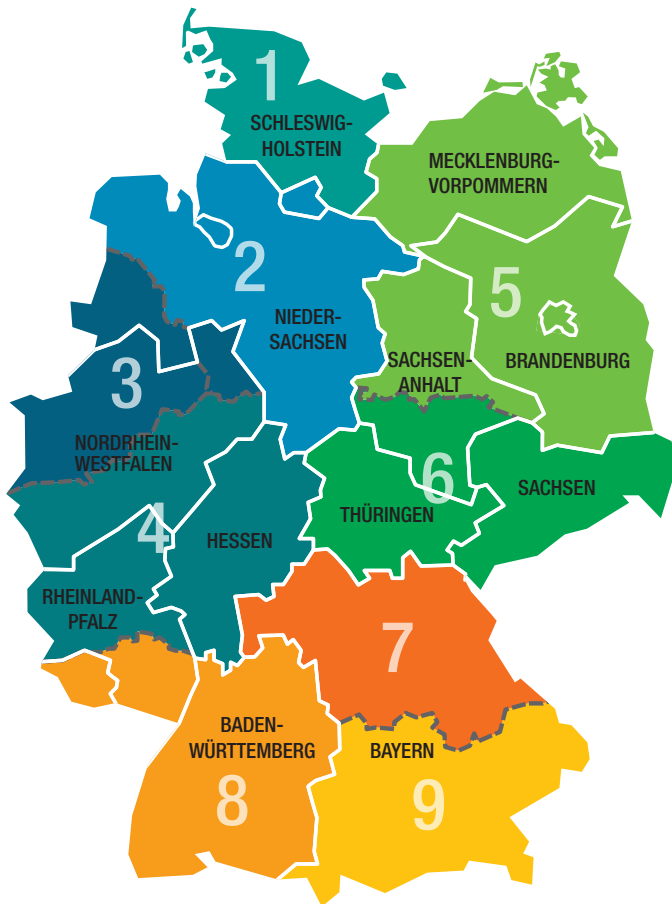 1
SCHLESWIG-
HOLSTEIN
MECKLENBURG-
VORPOMMERN
2
NIEDER-
SACHSEN
5
BRANDENBURG
SACHSEN-
ANHALT
3
NORDRHEIN-
WESTFALEN
4
HESSEN
6
THÜRINGEN
SACHSEN
RHEINLAND-
PFALZ
7
BADEN-
WÜRTTEMBERG
8
BAYERN
9